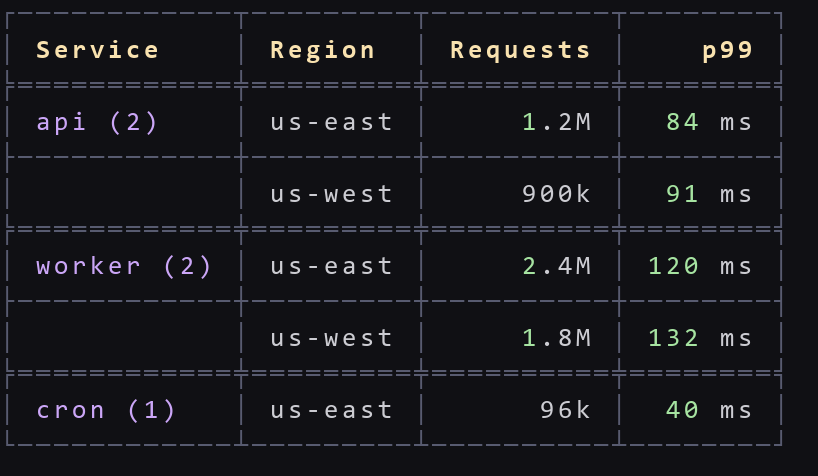 Service Region Requests p99
api (2) us-east 1.2M 84 ms
us-west 900k 91 ms
worker (2) us-east 2.4M 120 ms
us-west 1.8M 132 ms
cron (1) us-east 96k 40 ms